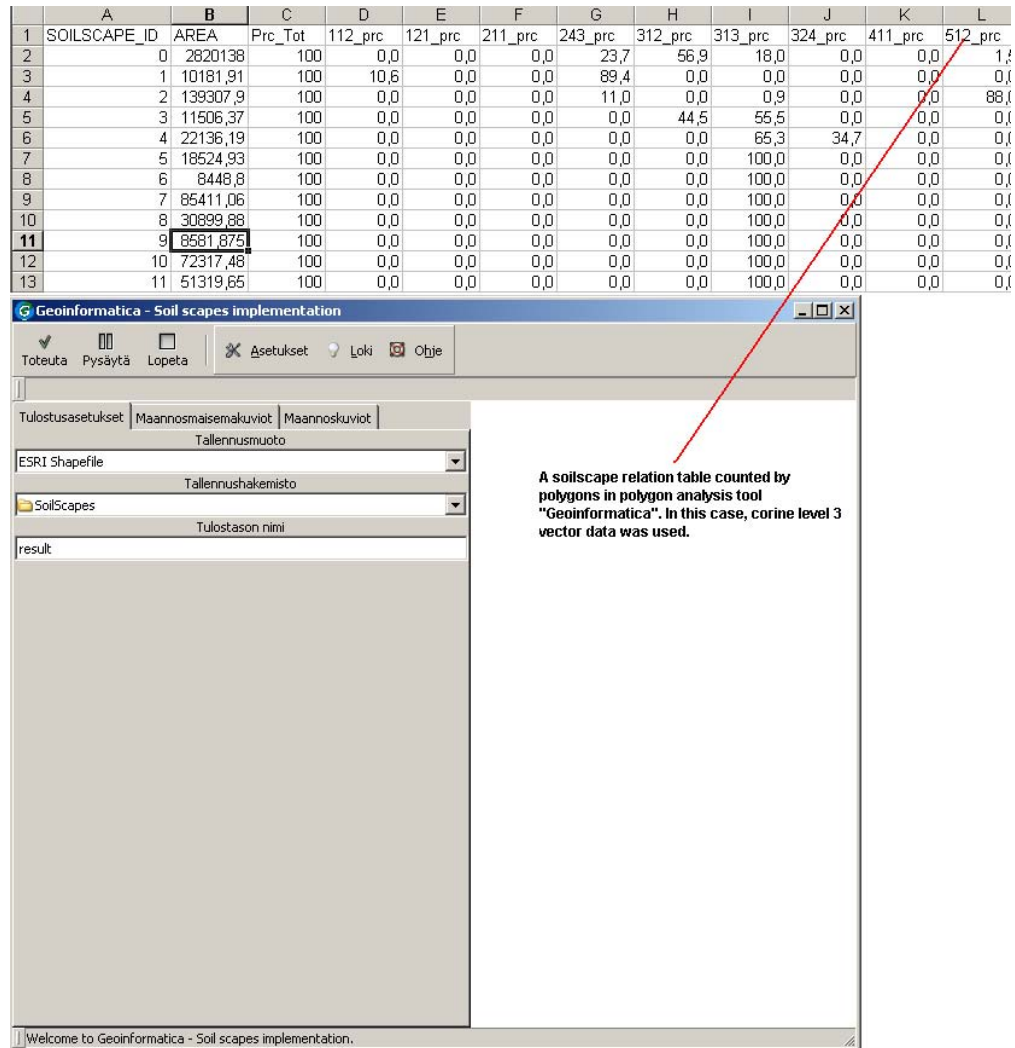 A B C D E F G H I J K L
1 SOILSCAPE_ID AREA Prc_Tot 112_prc 121_prc 211_prc 243_prc 312_prc 313_prc 324_prc 411_prc 512_prc
2 0 2820138 100 0,0 0,0 0,0 23,7 56,9 18,0 0,0 0,0 1,5
3 1 10181,91 100 10,6 0,0 0,0 89,4 0,0 0,0 0,0 0,0 0,0
4 2 139307,9 100 0,0 0,0 0,0 11,0 0,0 0,9 0,0 0,0 88,0
5 3 11506,37 100 0,0 0,0 0,0 0,0 44,5 55,5 0,0 0,0 0,0
6 4 22136,19 100 0,0 0,0 0,0 0,0 0,0 65,3 34,7 0,0 0,0
7 5 18524,93 100 0,0 0,0 0,0 0,0 0,0 100,0 0,0 0,0 0,0
8 6 8448,8 100 0,0 0,0 0,0 0,0 0,0 100,0 0,0 0,0 0,0
9 7 85411,06 100 0,0 0,0 0,0 0,0 0,0 100,0 0,0 0,0 0,0
10 8 30899,88 100 0,0 0,0 0,0 0,0 0,0 100,0 0,0 0,0 0,0
11 9 8581,875 100 0,0 0,0 0,0 0,0 0,0 100,0 0,0 0,0 0,0
12 10 72317,48 100 0,0 0,0 0,0 0,0 0,0 100,0 0,0 0,0 0,0
13 11 51319,65 100 0,0 0,0 0,0 0,0 0,0 100,0 0,0 0,0 0,0
Geoinformatica - Soil scapes implementation
Toteuta Pysäytä Lopeta Asetukset Loki Ohje
Tulostusasetukset Maannosmaisemakuviot Maannoskuviot
Tallennusmuoto
ESRI Shapefile
Tallennushakemisto
SoilScapes
Tulostason nimi
result
A soilscape relation table counted by
polygons in polygon analysis tool
"Geoinformatica". In this case, corine level 3
vector data was used.
Welcome to Geoinformatica - Soil scapes implementation.